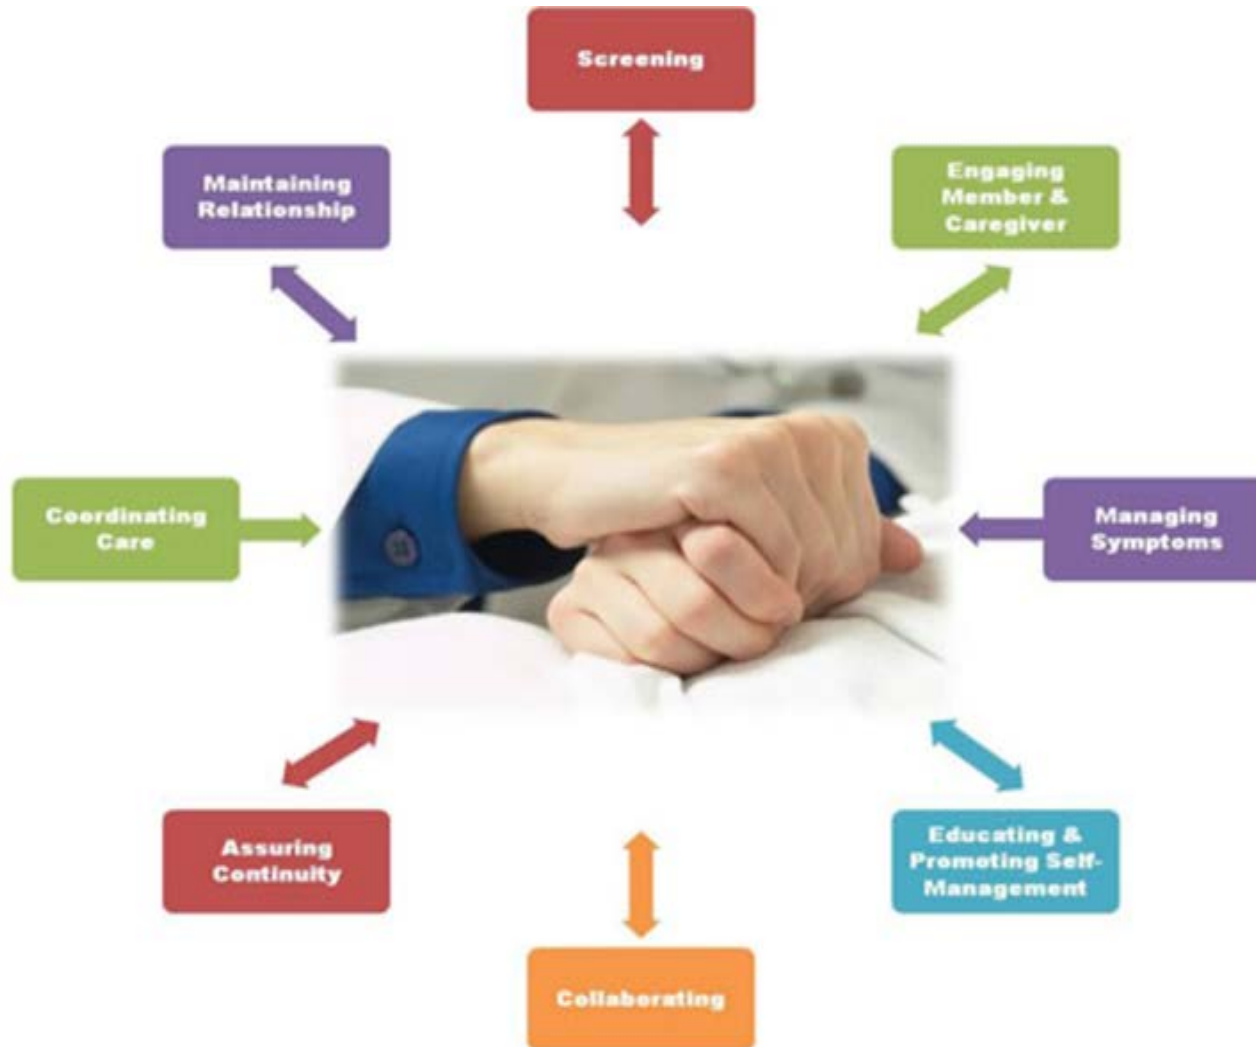 Screening
Engaging
Member &
Caregiver
Managing
Symptoms
Educating &
Promoting Self-
Management
Collaborating
Assuring
Continuity
Coordinating
Care
Maintaining
Relationship